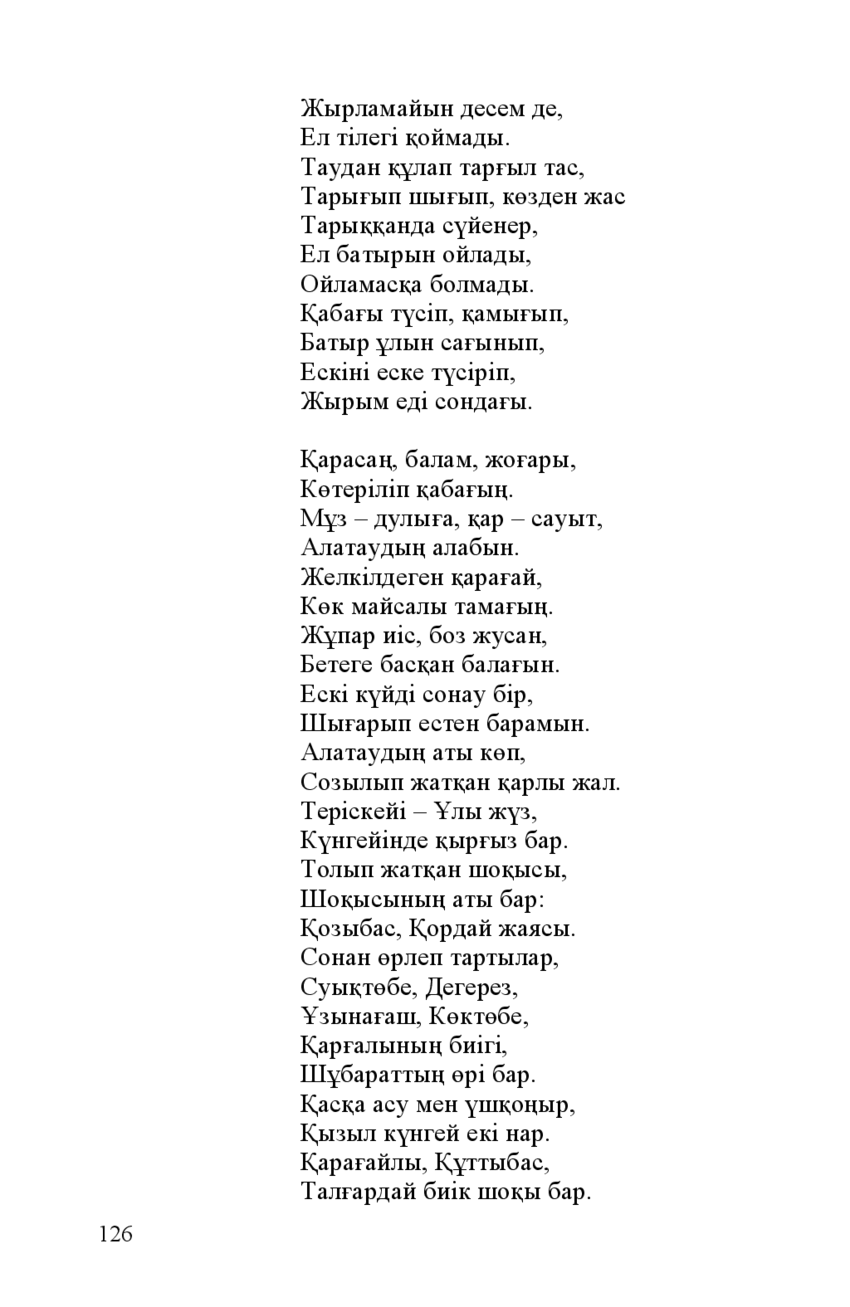 Жырламайын десем де,
Ел тілегі қоймады.
Таудан құлап тарғыл тас,
Тарығып шығып, көзден жас
Тарыққанда сүйенер,
Ел батырын ойлады,
Ойламасқа болмады.
Қабағы түсіп, қамығып,
Батыр ұлын сағынып,
Ескіні еске түсіріп,
Жырым еді сондағы.

Қарасаң, балам, жоғары,
Көтеріліп қабағың.
Мұз – дулыға, қар – сауыт,
Алатаудың алабын.
Желкілдеген қарағай,
Көк майсалы тамағың.
Жұпар иіс, боз жусан,
Бетеге басқан балағын.
Ескі күйді сонау бір,
Шығарып естен барамын.
Алатаудың аты көп,
Созылып жатқан қарлы жал.
Теріскейі – Ұлы жүз,
Күнгейінде қырғыз бар.
Толып жатқан шоқысы,
Шоқысының аты бар:
Қозыбас, Қордай жаясы.
Сонан өрлеп тартылар,
Суықтөбе, Дегерез,
Ұзынағаш, Көктөбе,
Қарғалының биігі,
Шұбараттың өрі бар.
Қасқа асу мен үшқоңыр,
Қызыл күнгей екі нар.
Қарағайлы, Құттыбас,
Талғардай биік шоқы бар.
126